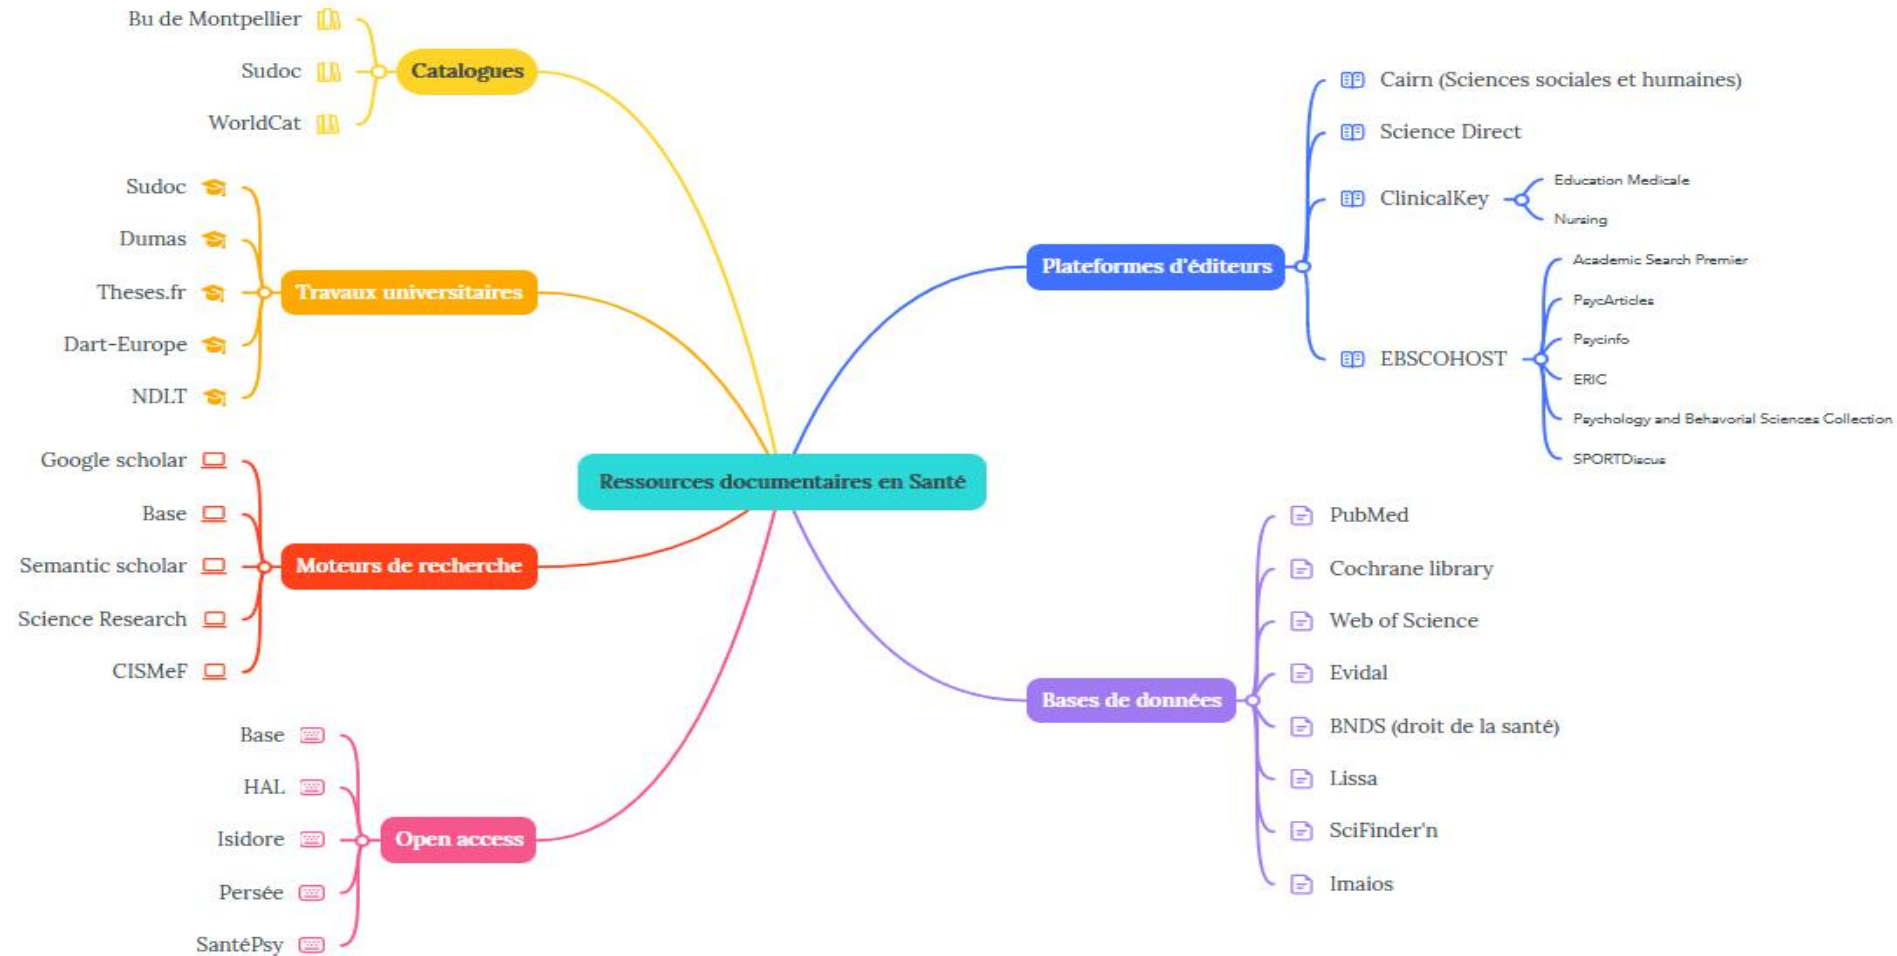 Bu de Montpellier
Sudoc
WorldCat
Catalogues
Sudoc
Dumas
Theses.fr
Dart-Europe
NDLT
Travaux universitaires
Google scholar
Base
Semantic scholar
Science Research
CISMeF
Moteurs de recherche
Base
HAL
Isidore
Persée
SantéPsy
Open access
Ressources documentaires en Santé
Plateformes d'éditeurs
Cairn (Sciences sociales et humaines)
Science Direct
ClinicalKey
Education Medicale
Nursing
EBSCOHOST
Academic Search Premier
PsycArticles
Psycinfo
ERIC
Psychology and Behavorial Sciences Collection
SPORTDiscus
Bases de données
PubMed
Cochrane library
Web of Science
Evidal
BNDS (droit de la santé)
Lissa
SciFinder'n
Imaios